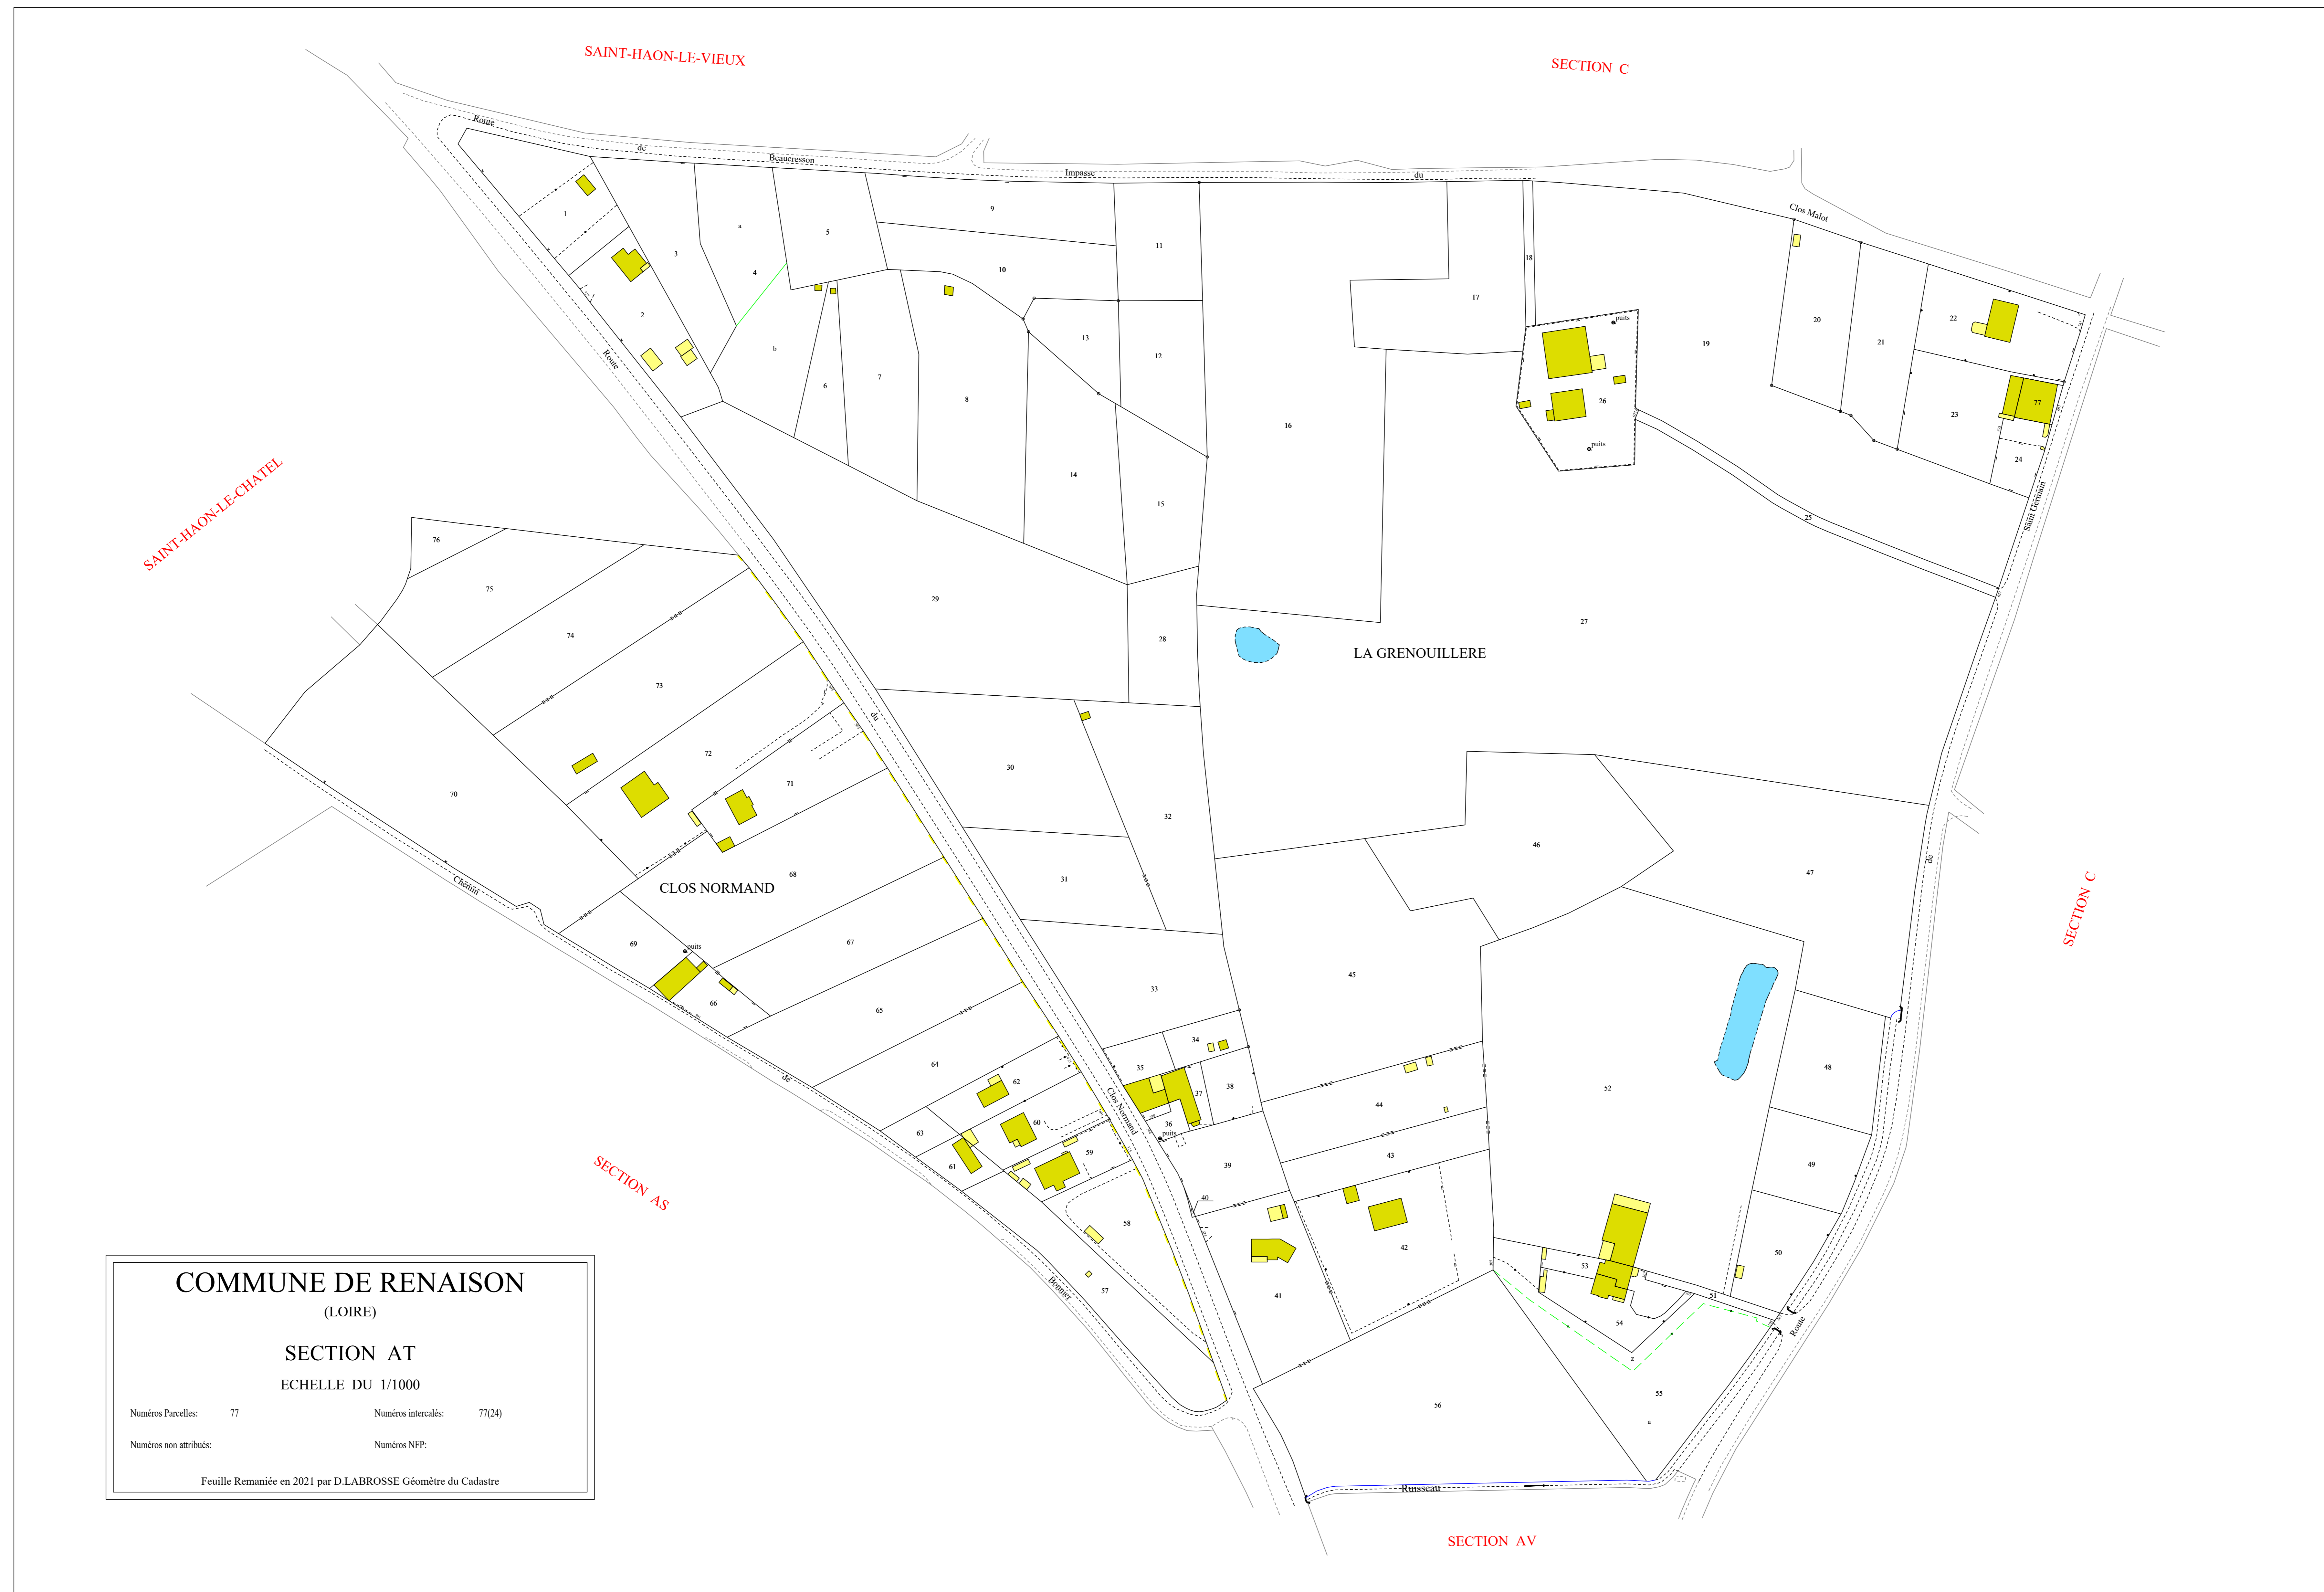 SAINT-HAON-LE-VIEUX
SECTION C
Route
de
Beaucresson
Impasse
du
Clos Malot
1
2
3
a
4
b
5
6
7
8
9
10
11
12
13
14
15
16
17
18
19
20
21
22
23
24
25
26
puits
puits
77
Saint Germain
27
28
29
LA GRENOUILLERE
SAINT-HAON-LE-CHATEL
Route
du
Clos Normand
76
75
74
73
72
71
70
CLOS NORMAND
69
68
67
66
puits
65
64
63
62
61
60
59
58
57
Chemin
de
Bonnier
30
31
32
33
34
35
36
37
38
puits
39
40
41
42
43
44
45
46
47
48
49
50
51
52
53
54
z
55
a
56
de
Route
SECTION C
SECTION AS
Ruisseau
SECTION AV
COMMUNE DE RENAISON
(LOIRE)
SECTION AT
ECHELLE DU 1/1000
Numéros Parcelles: 77 Numéros intercalés: 77(24)
Numéros non attribués: Numéros NFP:
Feuille Remaniée en 2021 par D.LABROSSE Géomètre du Cadastre